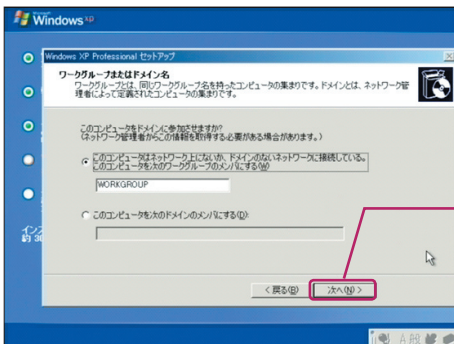 Windows xp
Windows XP Professional セットアップ
ワークグループまたはドメイン名
ワークグループとは、同じワークグループ名を持ったコンピュータの集まりです。ドメインとは、ネットワーク管
理者によって定義されたコンピュータの集まりです。
このコンピュータをドメインに参加させますか?
(ネットワーク管理者からこの情報を取得する必要がある場合があります。)
このコンピュータはネットワーク上にないか、ドメインのないネットワークに接続している。
このコンピュータを次のワークグループのメンバにする(W)
WORKGROUP
このコンピュータを次のドメインのメンバにする(D):
インス
約 3
< 戻る(B)
次へ(N) >
A 般